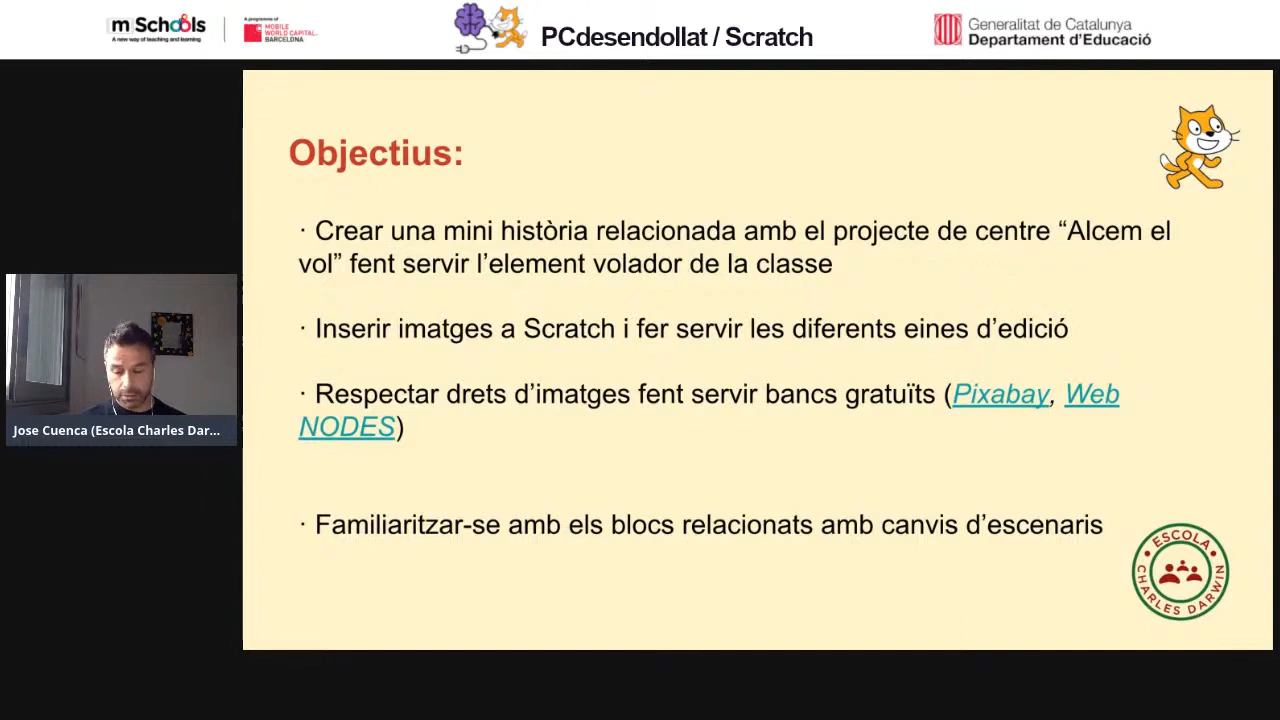 mSchools
A new way of teaching and learning
A programme of
MOBILE
WORLD CAPITAL
BARCELONA
PCdesendollat / Scratch
Generalitat de Catalunya
Departament d’Educació
Objectius:
· Crear una mini història relacionada amb el projecte de centre “Alcem el
vol” fent servir l’element volador de la classe
· Inserir imatges a Scratch i fer servir les diferents eines d’edició
· Respectar drets d’imatges fent servir bancs gratuïts (Pixabay, Web
NODES)
· Familiaritzar-se amb els blocs relacionats amb canvis d’escenaris
Jose Cuenca (Escola Charles Dar...
ESCOLA
CHARLES DARWIN